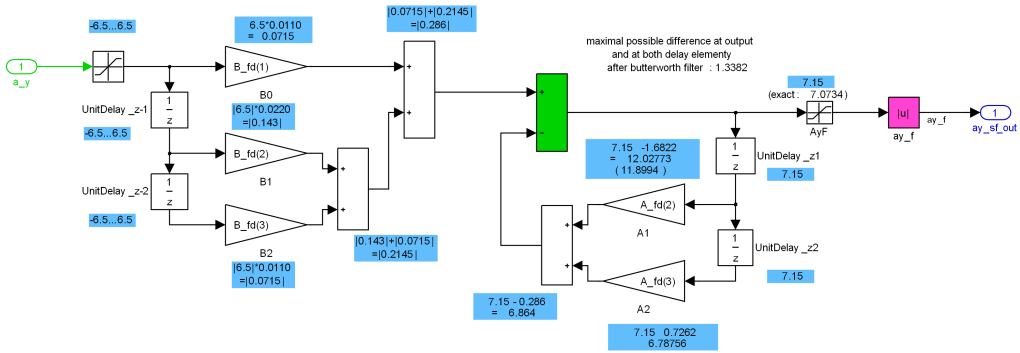 -6.5...6.5
1
a_y
UnitDelay _z-1
1
z
-6.5...6.5
UnitDelay _z-2
1
z
-6.5...6.5
6.5*0.0110
= 0.0715
B_fd(1)
B0
|6.5|*0.0220
=|0.143|
B_fd(2)
B1
B_fd(3)
B2
|6.5|*0.0110
=|0.0715|
|0.0715|+|0.2145|
=|0.286|
+
+
+
+
|0.143|+|0.0715|
=|0.2145|
maximal possible difference at output
and at both delay elementy
after butterworth filter : 1.3382
+
−
7.15 -1.6822
= 12.02773
( 11.8994 )
A_fd(2)
A1
+
+
A_fd(3)
A2
7.15 - 0.286
= 6.864
7.15 0.7262
6.78756
1
z
UnitDelay _z1
7.15
1
z
UnitDelay _z2
7.15
7.15
(exact : 7.0734 )
AyF
|u|
ay_f
ay_f
1
ay_sf_out